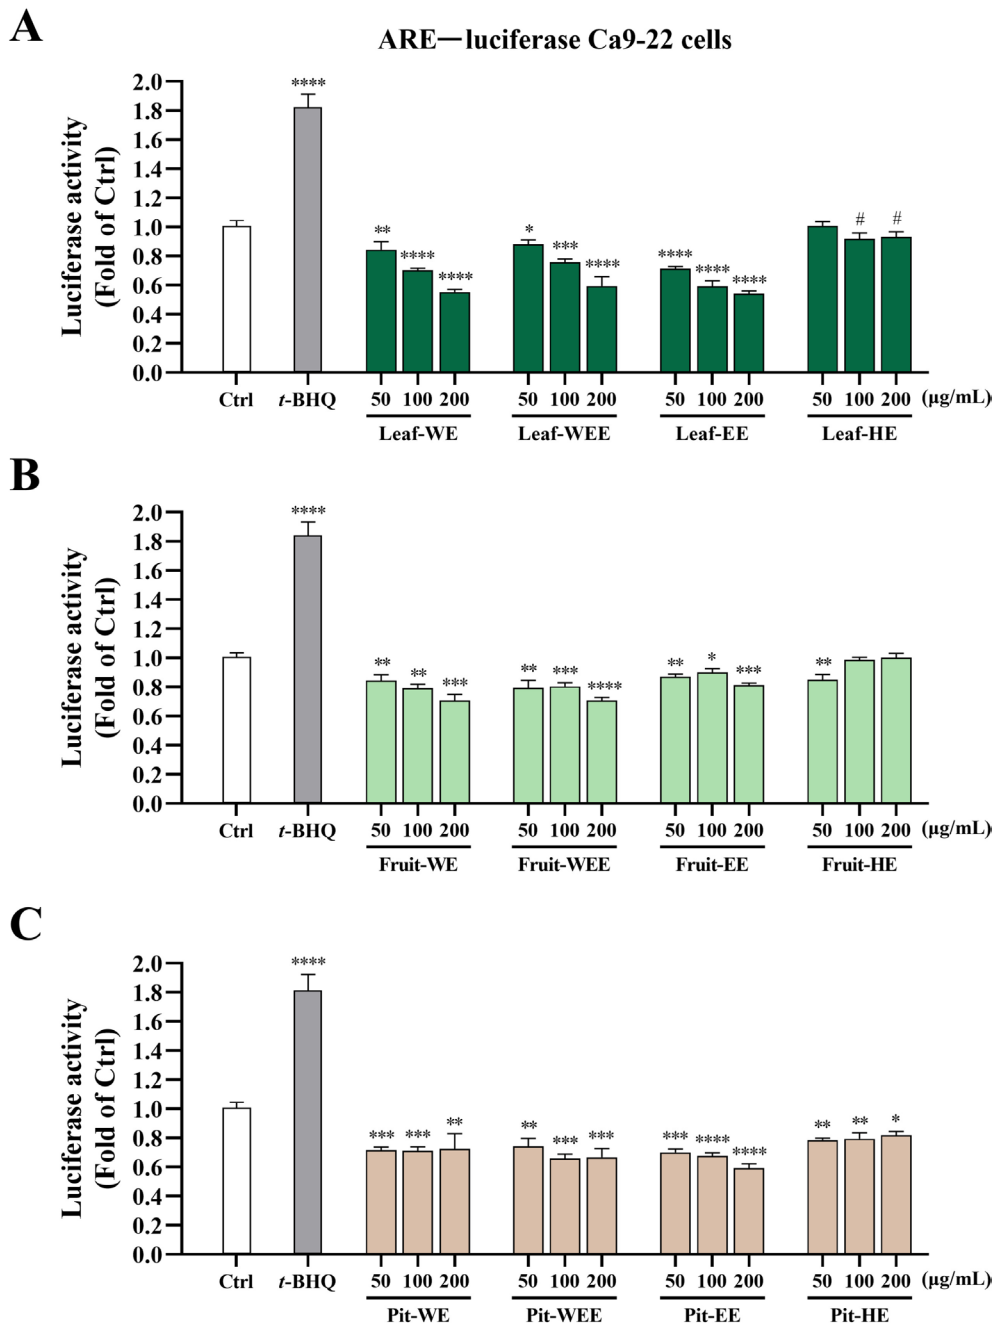 A
ARE—luciferase Ca9-22 cells
Luciferase activity
(Fold of Ctrl)
2.0
1.8
1.6
1.4
1.2
1.0
0.8
0.6
0.4
0.2
0.0
**** ** **** **** * *** **** **** **** **** # #
Ctrl t-BHQ 50 100 200 50 100 200 50 100 200 50 100 200 (µg/mL)
Leaf-WE Leaf-WEE Leaf-EE Leaf-HE
B
Luciferase activity
(Fold of Ctrl)
2.0
1.8
1.6
1.4
1.2
1.0
0.8
0.6
0.4
0.2
0.0
**** ** ** *** ** *** **** ** * *** **
Ctrl t-BHQ 50 100 200 50 100 200 50 100 200 50 100 200 (µg/mL)
Fruit-WE Fruit-WEE Fruit-EE Fruit-HE
C
Luciferase activity
(Fold of Ctrl)
2.0
1.8
1.6
1.4
1.2
1.0
0.8
0.6
0.4
0.2
0.0
**** *** *** ** ** *** *** *** **** **** ** ** *
Ctrl t-BHQ 50 100 200 50 100 200 50 100 200 50 100 200 (µg/mL)
Pit-WE Pit-WEE Pit-EE Pit-HE